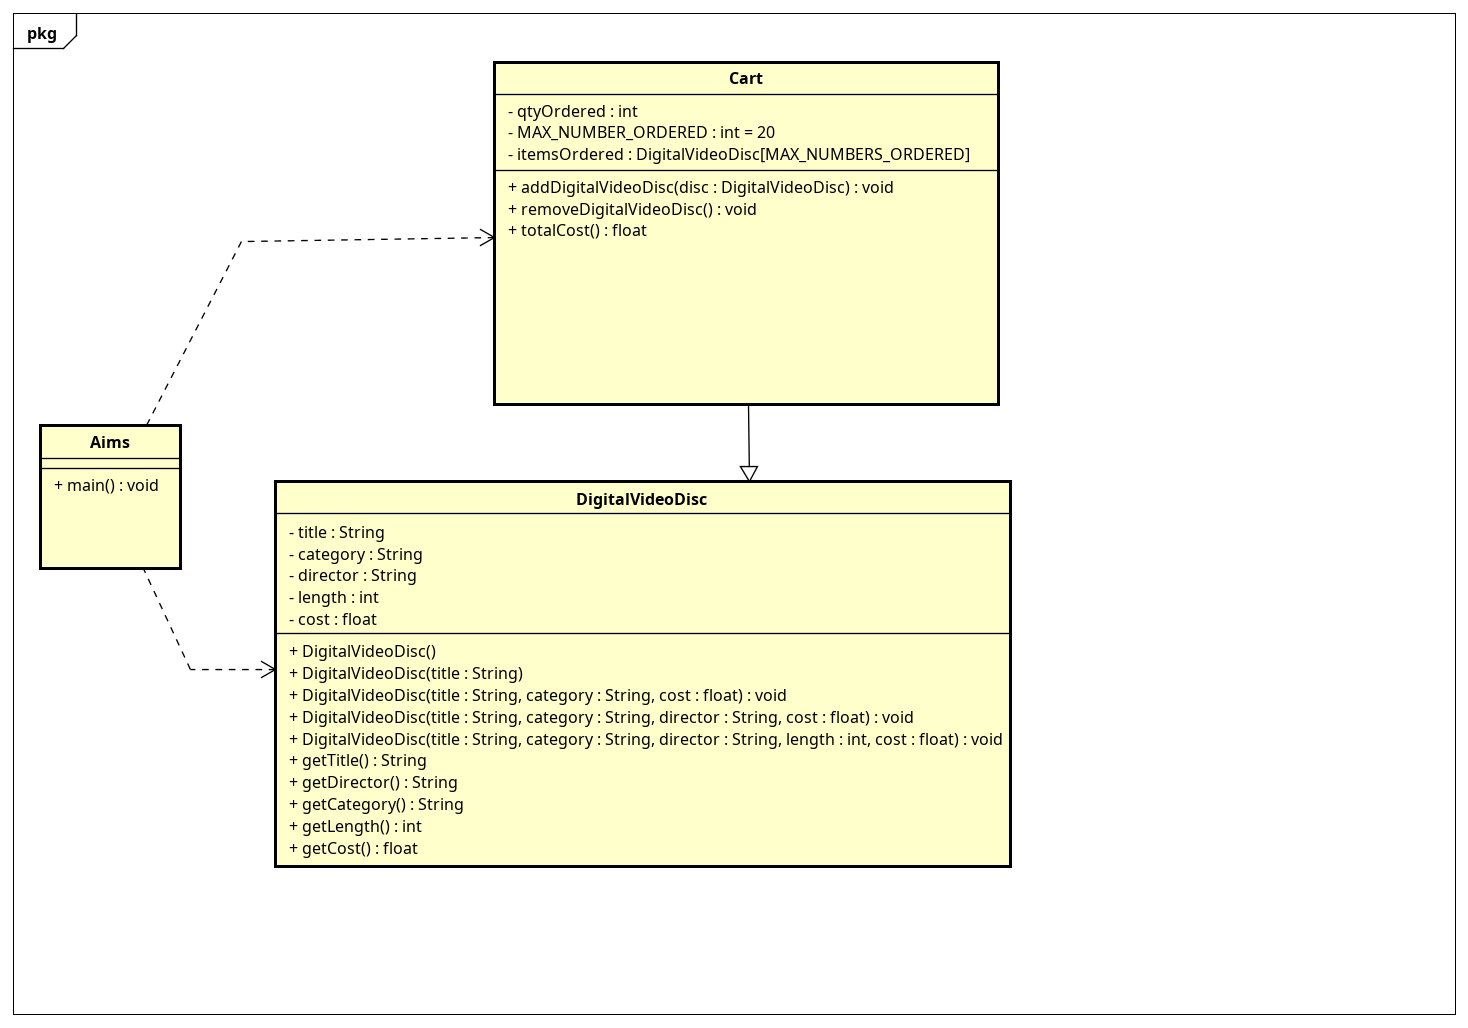 pkg
Cart
- qtyOrdered : int
- MAX_NUMBER_ORDERED : int = 20
- itemsOrdered : DigitalVideoDisc[MAX_NUMBERS_ORDERED]
+ addDigitalVideoDisc(disc : DigitalVideoDisc) : void
+ removeDigitalVideoDisc() : void
+ totalCost() : float
Aims
+ main() : void
DigitalVideoDisc
- title : String
- category : String
- director : String
- length : int
- cost : float
+ DigitalVideoDisc()
+ DigitalVideoDisc(title : String)
+ DigitalVideoDisc(title : String, category : String, cost : float) : void
+ DigitalVideoDisc(title : String, category : String, director : String, cost : float) : void
+ DigitalVideoDisc(title : String, category : String, director : String, length : int, cost : float) : void
+ getTitle() : String
+ getDirector() : String
+ getCategory() : String
+ getLength() : int
+ getCost() : float